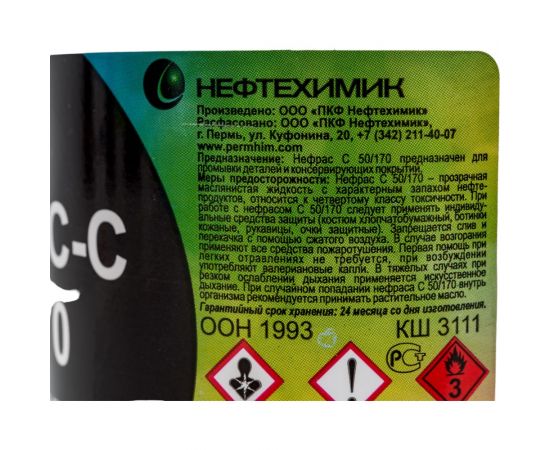 НЕФТЕХИМИК
Произведено: ООО «ПКФ Нефтехимик»
Расфасовано: ООО «ПКФ Нефтехимик»,
г. Пермь, ул. Куфонина, 20, +7 (342) 211-40-07
www.permhim.com
Предназначение: Нефрас С 50/170 предназначен для
промывки деталей и консервирующих покрытий.
Меры предосторожности: Нефрас С 50/170 – прозрачная
маслянистая жидкость с характерным запахом нефте-
продуктов, относится к четвертому классу токсичности. При
работе с нефрасом С 50/170 следует применять индивиду-
альные средства защиты (костюм хлопчатобумажный, ботинки
кожаные, рукавицы, очки защитные). Запрещается слив и
перекачка с помощью сжатого воздуха. В случае возгорания
применяют все средства пожаротушения. Первая помощь при
легких отравлениях не требуется, при возбуждении
употребляют валериановые капли. В тяжелых случаях при
резком ослаблении дыхания применяется искусственное
дыхание. При случайном попадании нефраса С 50/170 внутрь
организма рекомендуется принимать растительное масло.
Гарантийный срок хранения: 24 месяца со дня изготовления.
С-С
0
ООН 1993
КШ 3111
РСТ
3